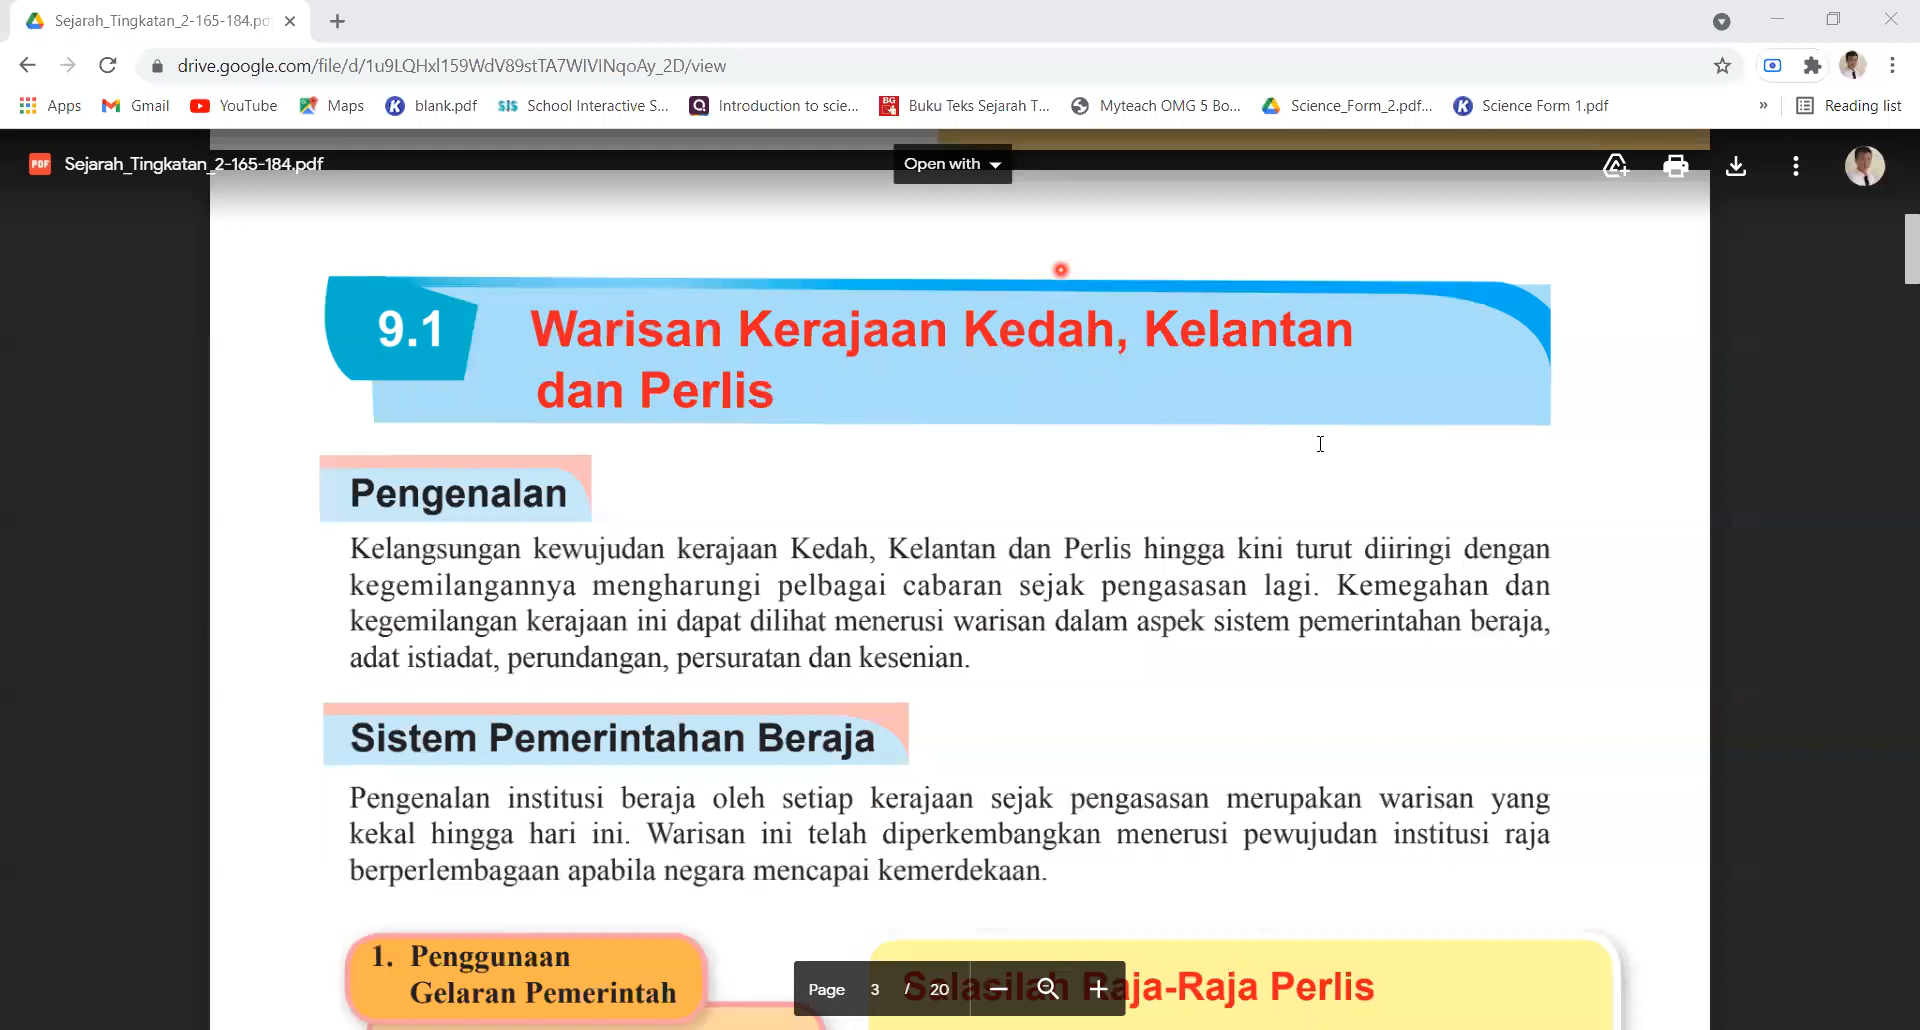 Sejarah_Tingkatan_2-165-184.pd
drive.google.com/file/d/1u9LQHxl159WdV89stTA7WIVINqoAy_2D/view
Apps
Gmail
YouTube
Maps
blank.pdf
SIS School Interactive S...
Introduction to scie...
BG Buku Teks Sejarah T...
Myteach OMG 5 Bo...
Science_Form_2.pdf...
Science Form 1.pdf
»
Reading list
PDF Sejarah_Tingkatan_2-165-184.pdf
Open with
9.1 Warisan Kerajaan Kedah, Kelantan
dan Perlis
Pengenalan
Kelangsungan kewujudan kerajaan Kedah, Kelantan dan Perlis hingga kini turut diiringi dengan
kegemilangannya mengharungi pelbagai cabaran sejak pengasasan lagi. Kemegahan dan
kegemilangan kerajaan ini dapat dilihat menerusi warisan dalam aspek sistem pemerintahan beraja,
adat istiadat, perundangan, persuratan dan kesenian.
Sistem Pemerintahan Beraja
Pengenalan institusi beraja oleh setiap kerajaan sejak pengasasan merupakan warisan yang
kekal hingga hari ini. Warisan ini telah diperkembangkan menerusi pewujudan institusi raja
berperlembagaan apabila negara mencapai kemerdekaan.
1. Penggunaan
Gelaran Pemerintah
Salasilah Raja-Raja Perlis
Page 3 / 20